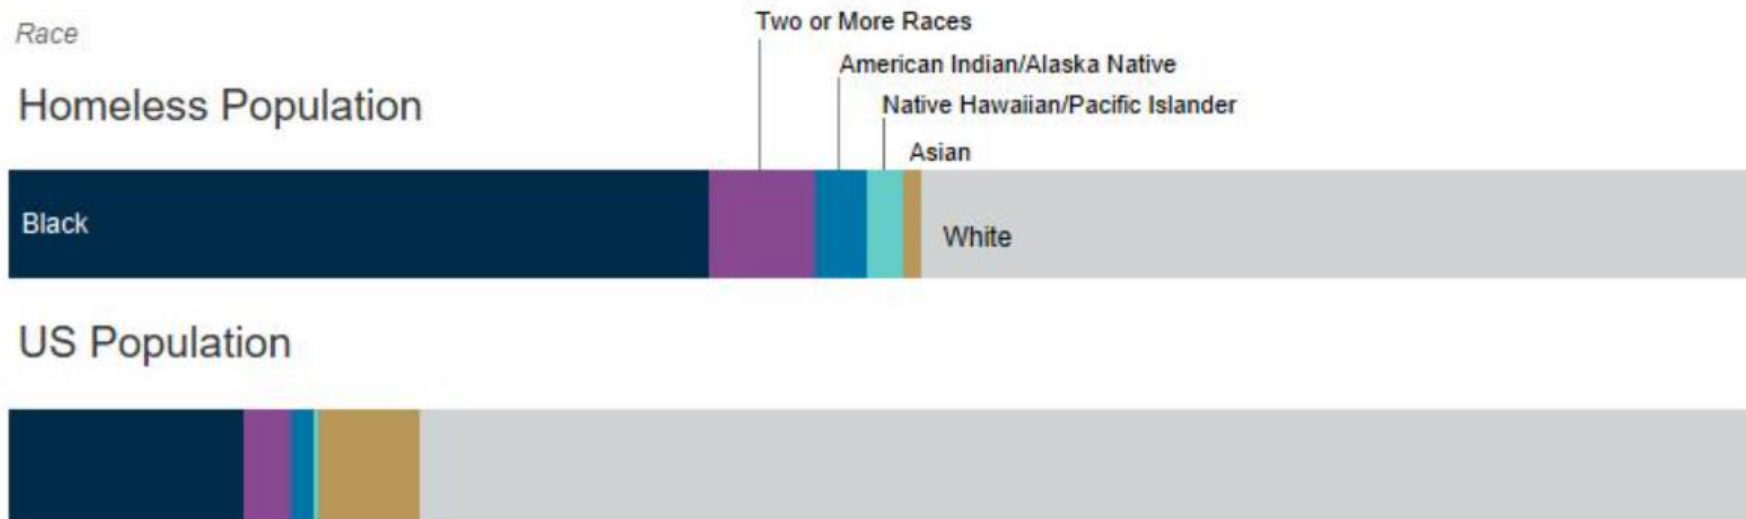 Race
Two or More Races
American Indian/Alaska Native
Homeless Population
Native Hawaiian/Pacific Islander
Asian
Black
White
US Population